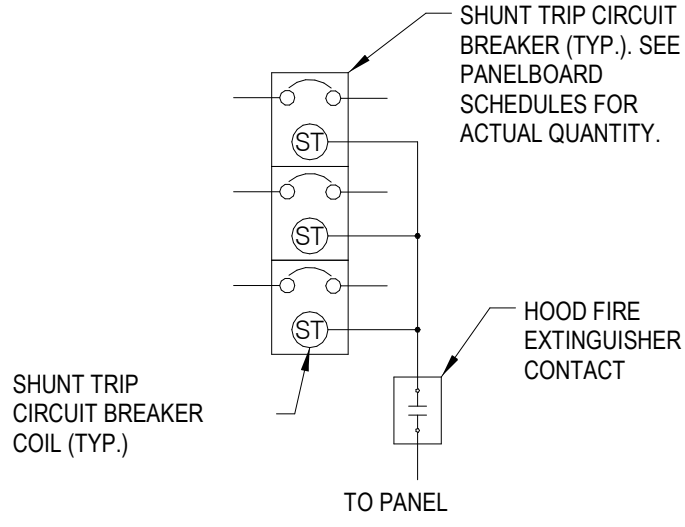 SHUNT TRIP CIRCUIT
BREAKER (TYP.). SEE
PANELBOARD
SCHEDULES FOR
ACTUAL QUANTITY.
ST
ST
ST
HOOD FIRE
EXTINGUISHER
CONTACT
SHUNT TRIP
CIRCUIT BREAKER
COIL (TYP.)
TO PANEL